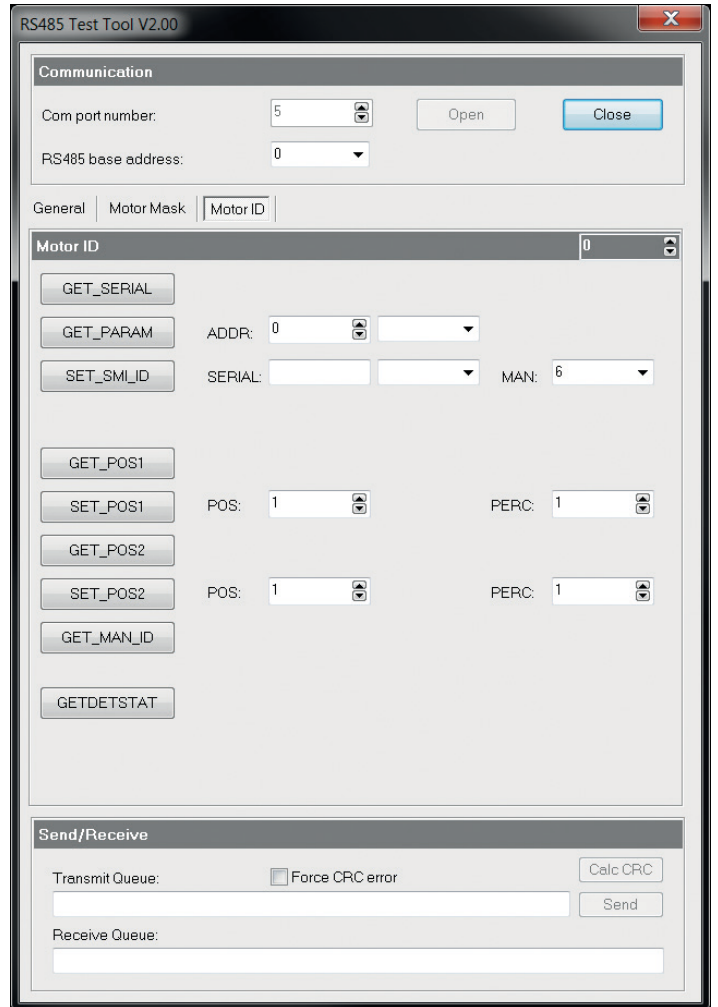 RS485 Test Tool V2.00
Communication
Com port number: 5 Open Close
RS485 base address: 0
General Motor Mask Motor ID
Motor ID 0
GET_SERIAL
GET_PARAM ADDR: 0
SET_SMI_ID SERIAL: MAN: 6
GET_POS1
SET_POS1 POS: 1 PERC: 1
GET_POS2
SET_POS2 POS: 1 PERC: 1
GET_MAN_ID
GETDETSTAT
Send/Receive
Transmit Queue: Force CRC error Calc CRC
Send
Receive Queue: